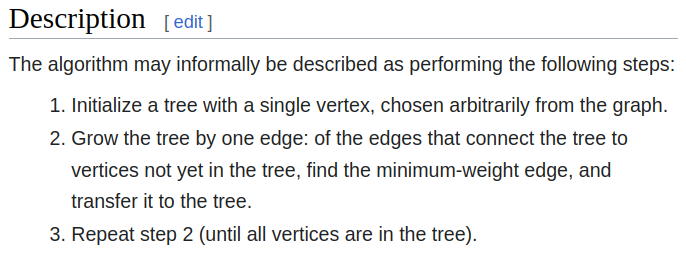 Description [ edit ]
The algorithm may informally be described as performing the following steps:
1. Initialize a tree with a single vertex, chosen arbitrarily from the graph.
2. Grow the tree by one edge: of the edges that connect the tree to
vertices not yet in the tree, find the minimum-weight edge, and
transfer it to the tree.
3. Repeat step 2 (until all vertices are in the tree).